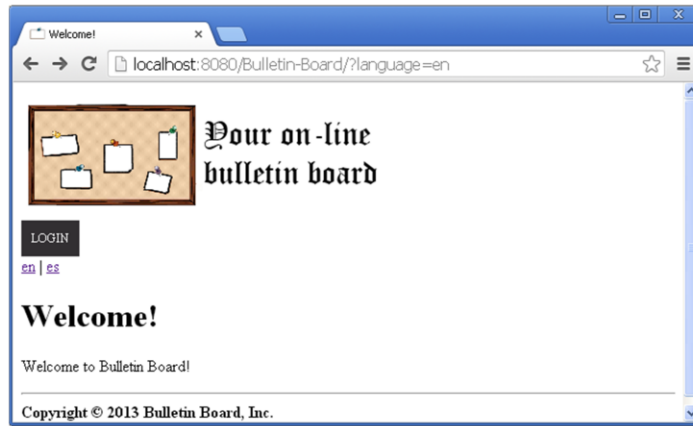 Welcome!
localhost:8080/Bulletin-Board/?language=en
Your on-line
bulletin board
LOGIN
en | es
Welcome!
Welcome to Bulletin Board!
Copyright © 2013 Bulletin Board, Inc.